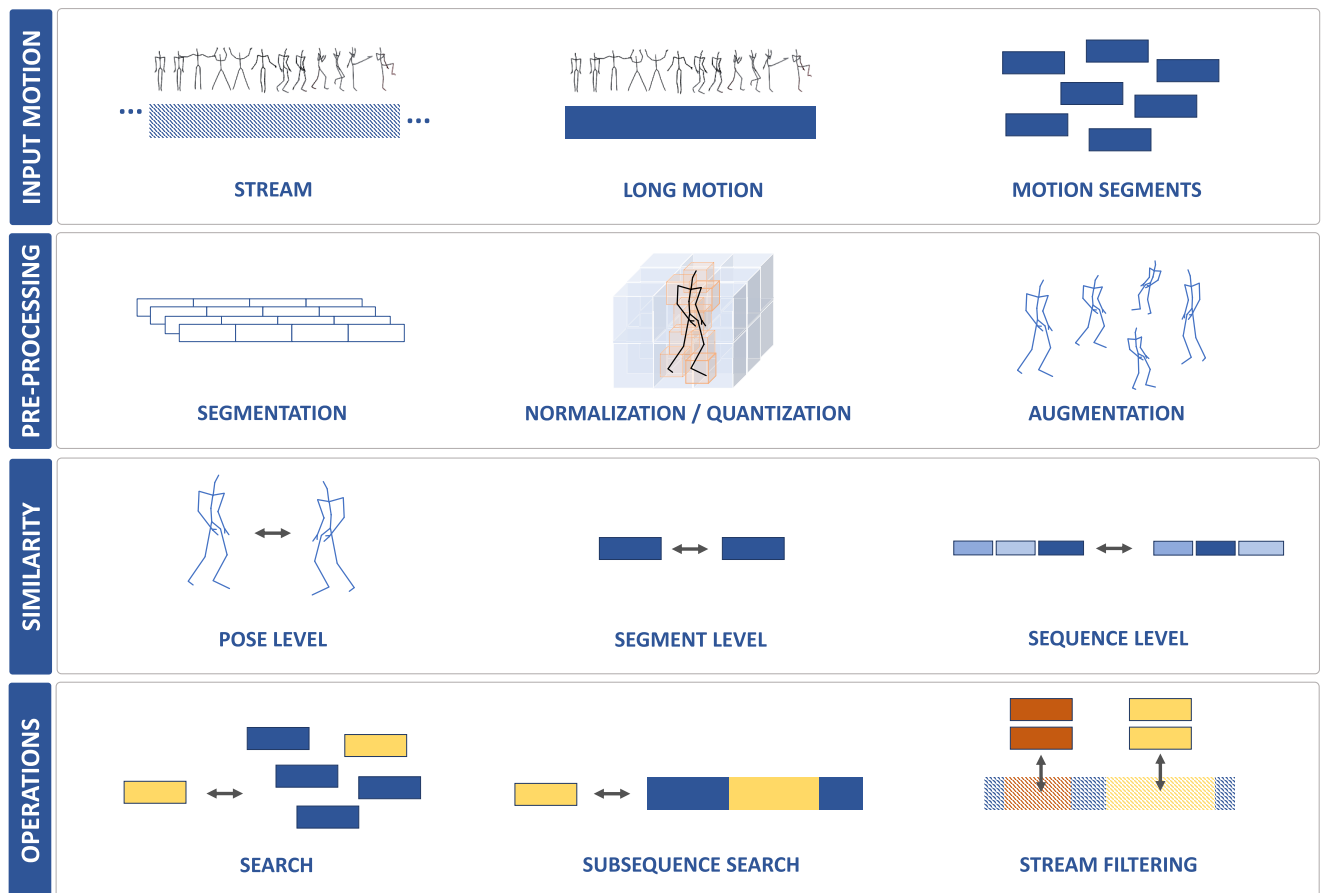 INPUT MOTION
STREAM
LONG MOTION
MOTION SEGMENTS
PRE-PROCESSING
SEGMENTATION
NORMALIZATION / QUANTIZATION
AUGMENTATION
SIMILARITY
POSE LEVEL
SEGMENT LEVEL
SEQUENCE LEVEL
OPERATIONS
SEARCH
SUBSEQUENCE SEARCH
STREAM FILTERING